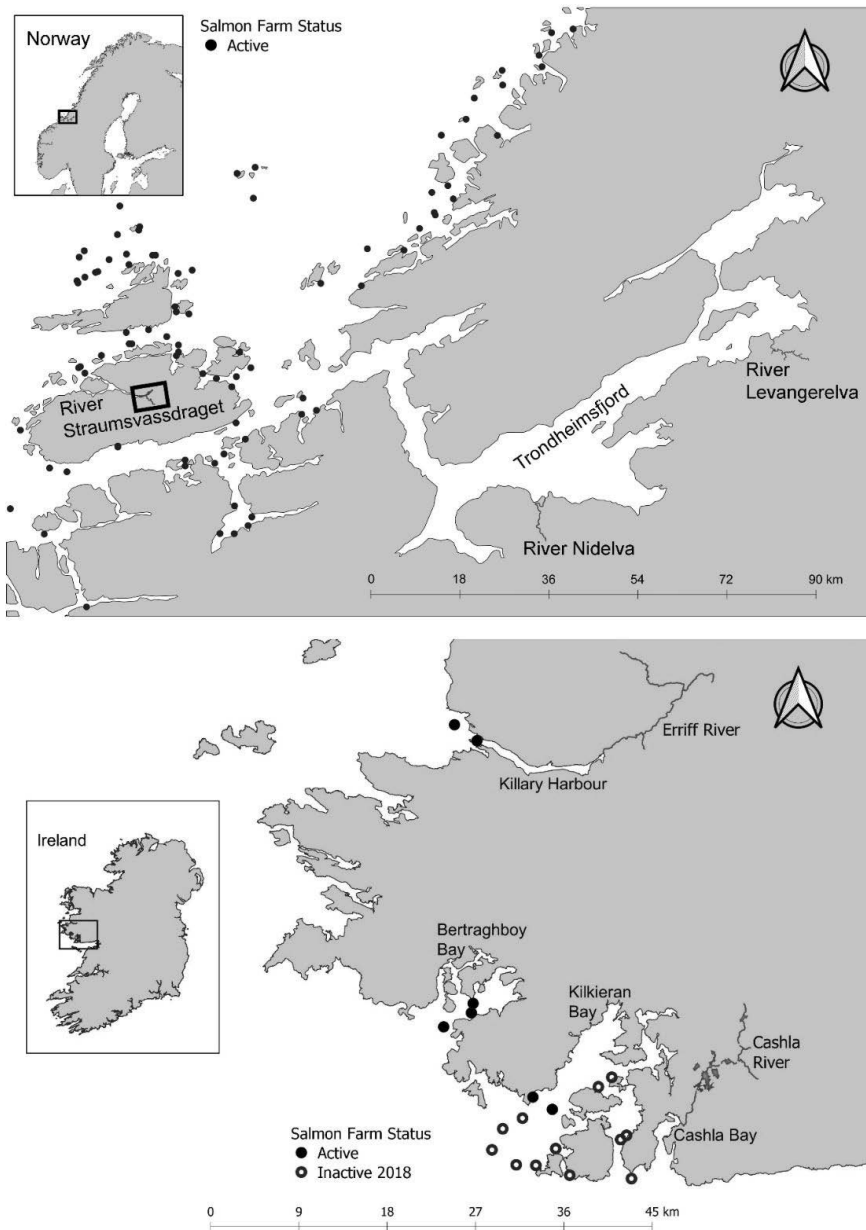 Norway
Salmon Farm Status
Active
River
Straumsvassdraget
Trondheimsfjord
River
Levangerelva
River Nidelva
0 18 36 54 72 90 km
Erriff River
Killary Harbour
Ireland
Bertraghboy
Bay
Kilkieran
Bay
Cashla
River
Cashla Bay
Salmon Farm Status
Active
Inactive 2018
0 9 18 27 36 45 km